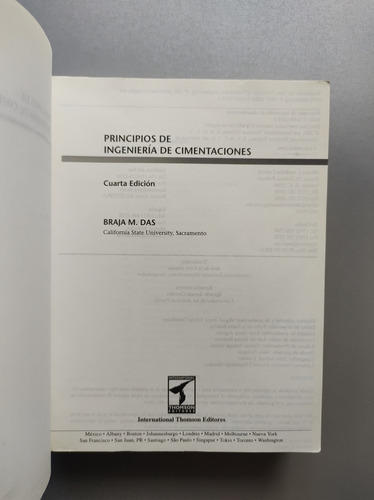 PRINCIPIOS DE
INGENIERÍA DE CIMENTACIONES
Cuarta Edición
BRAJA M. DAS
California State University, Sacramento
INTERNATIONAL
THOMSON
EDITORES
International Thomson Editores
México • Albany • Boston • Johannesburgo • Londres • Madrid • Melbourne • Nueva York
San Francisco • San Juan, PR • Santiago • São Paulo • Singapur • Tokio • Toronto • Washington